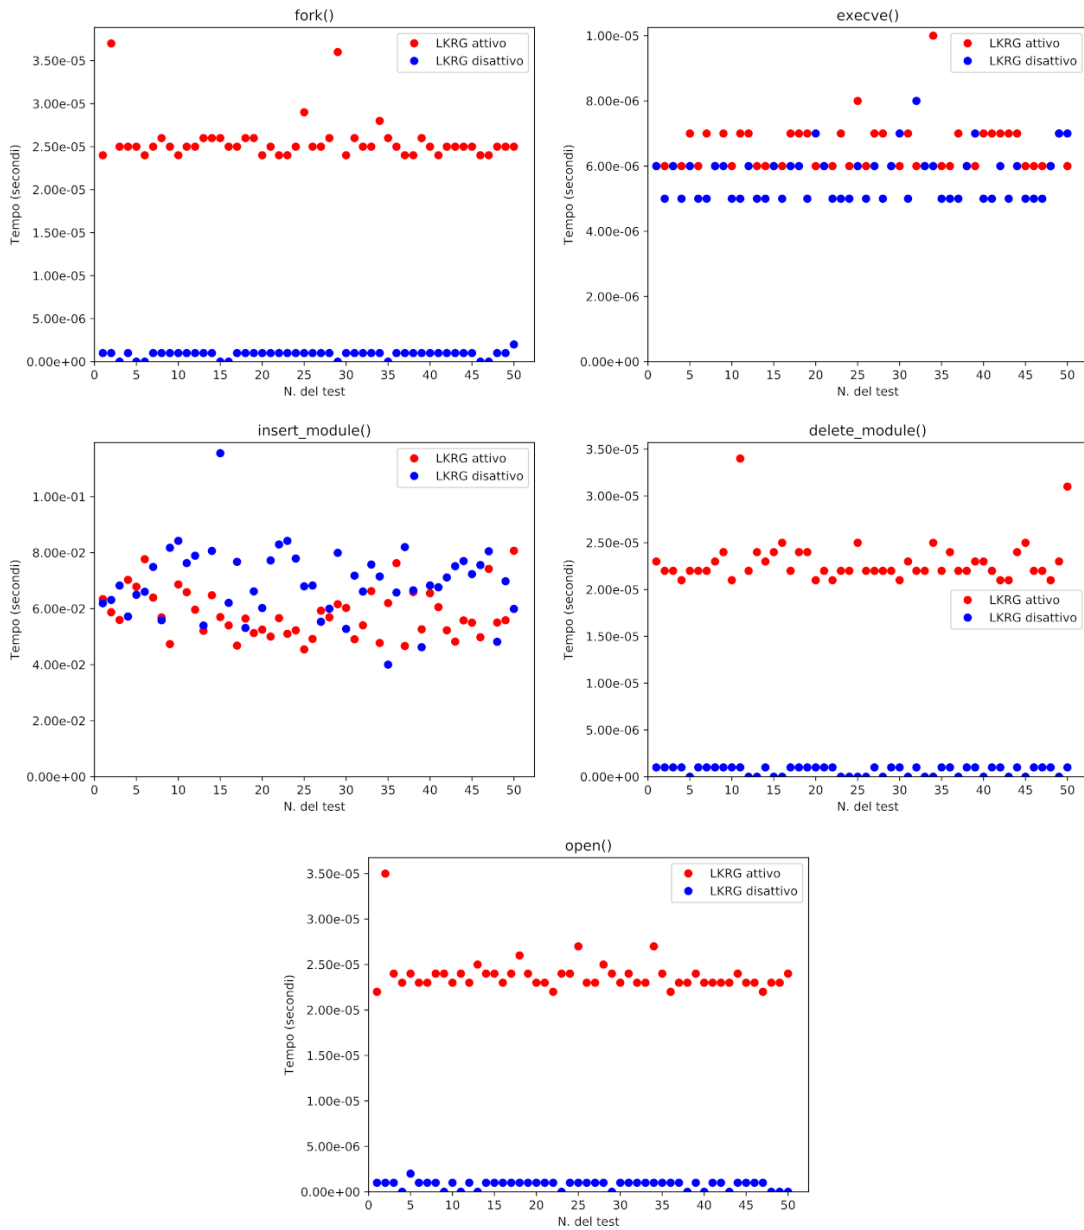 fork()
LKRG attivo
LKRG disattivo
Tempo (secondi)
3.50e-05
3.00e-05
2.50e-05
2.00e-05
1.50e-05
1.00e-05
5.00e-06
0.00e+00
0 5 10 15 20 25 30 35 40 45 50
N. del test
execve()
LKRG attivo
LKRG disattivo
Tempo (secondi)
1.00e-05
8.00e-06
6.00e-06
4.00e-06
2.00e-06
0.00e+00
0 5 10 15 20 25 30 35 40 45 50
N. del test
insert_module()
LKRG attivo
LKRG disattivo
Tempo (secondi)
1.00e-01
8.00e-02
6.00e-02
4.00e-02
2.00e-02
0.00e+00
0 5 10 15 20 25 30 35 40 45 50
N. del test
delete_module()
LKRG attivo
LKRG disattivo
Tempo (secondi)
3.50e-05
3.00e-05
2.50e-05
2.00e-05
1.50e-05
1.00e-05
5.00e-06
0.00e+00
0 5 10 15 20 25 30 35 40 45 50
N. del test
open()
LKRG attivo
LKRG disattivo
Tempo (secondi)
3.50e-05
3.00e-05
2.50e-05
2.00e-05
1.50e-05
1.00e-05
5.00e-06
0.00e+00
0 5 10 15 20 25 30 35 40 45 50
N. del test